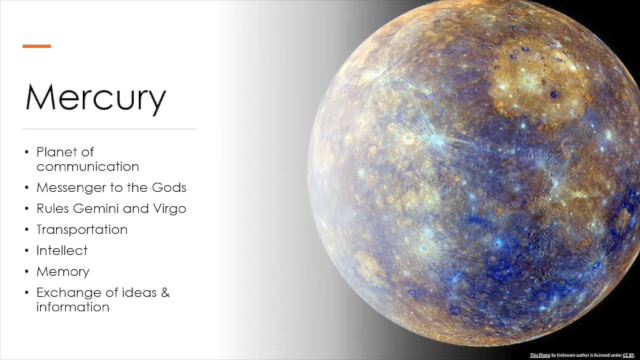 Mercury
• Planet of
communication
• Messenger to the Gods
• Rules Gemini and Virgo
• Transportation
• Intellect
• Memory
• Exchange of ideas &
information
This Photo by Unknown author is licensed under CC BY.